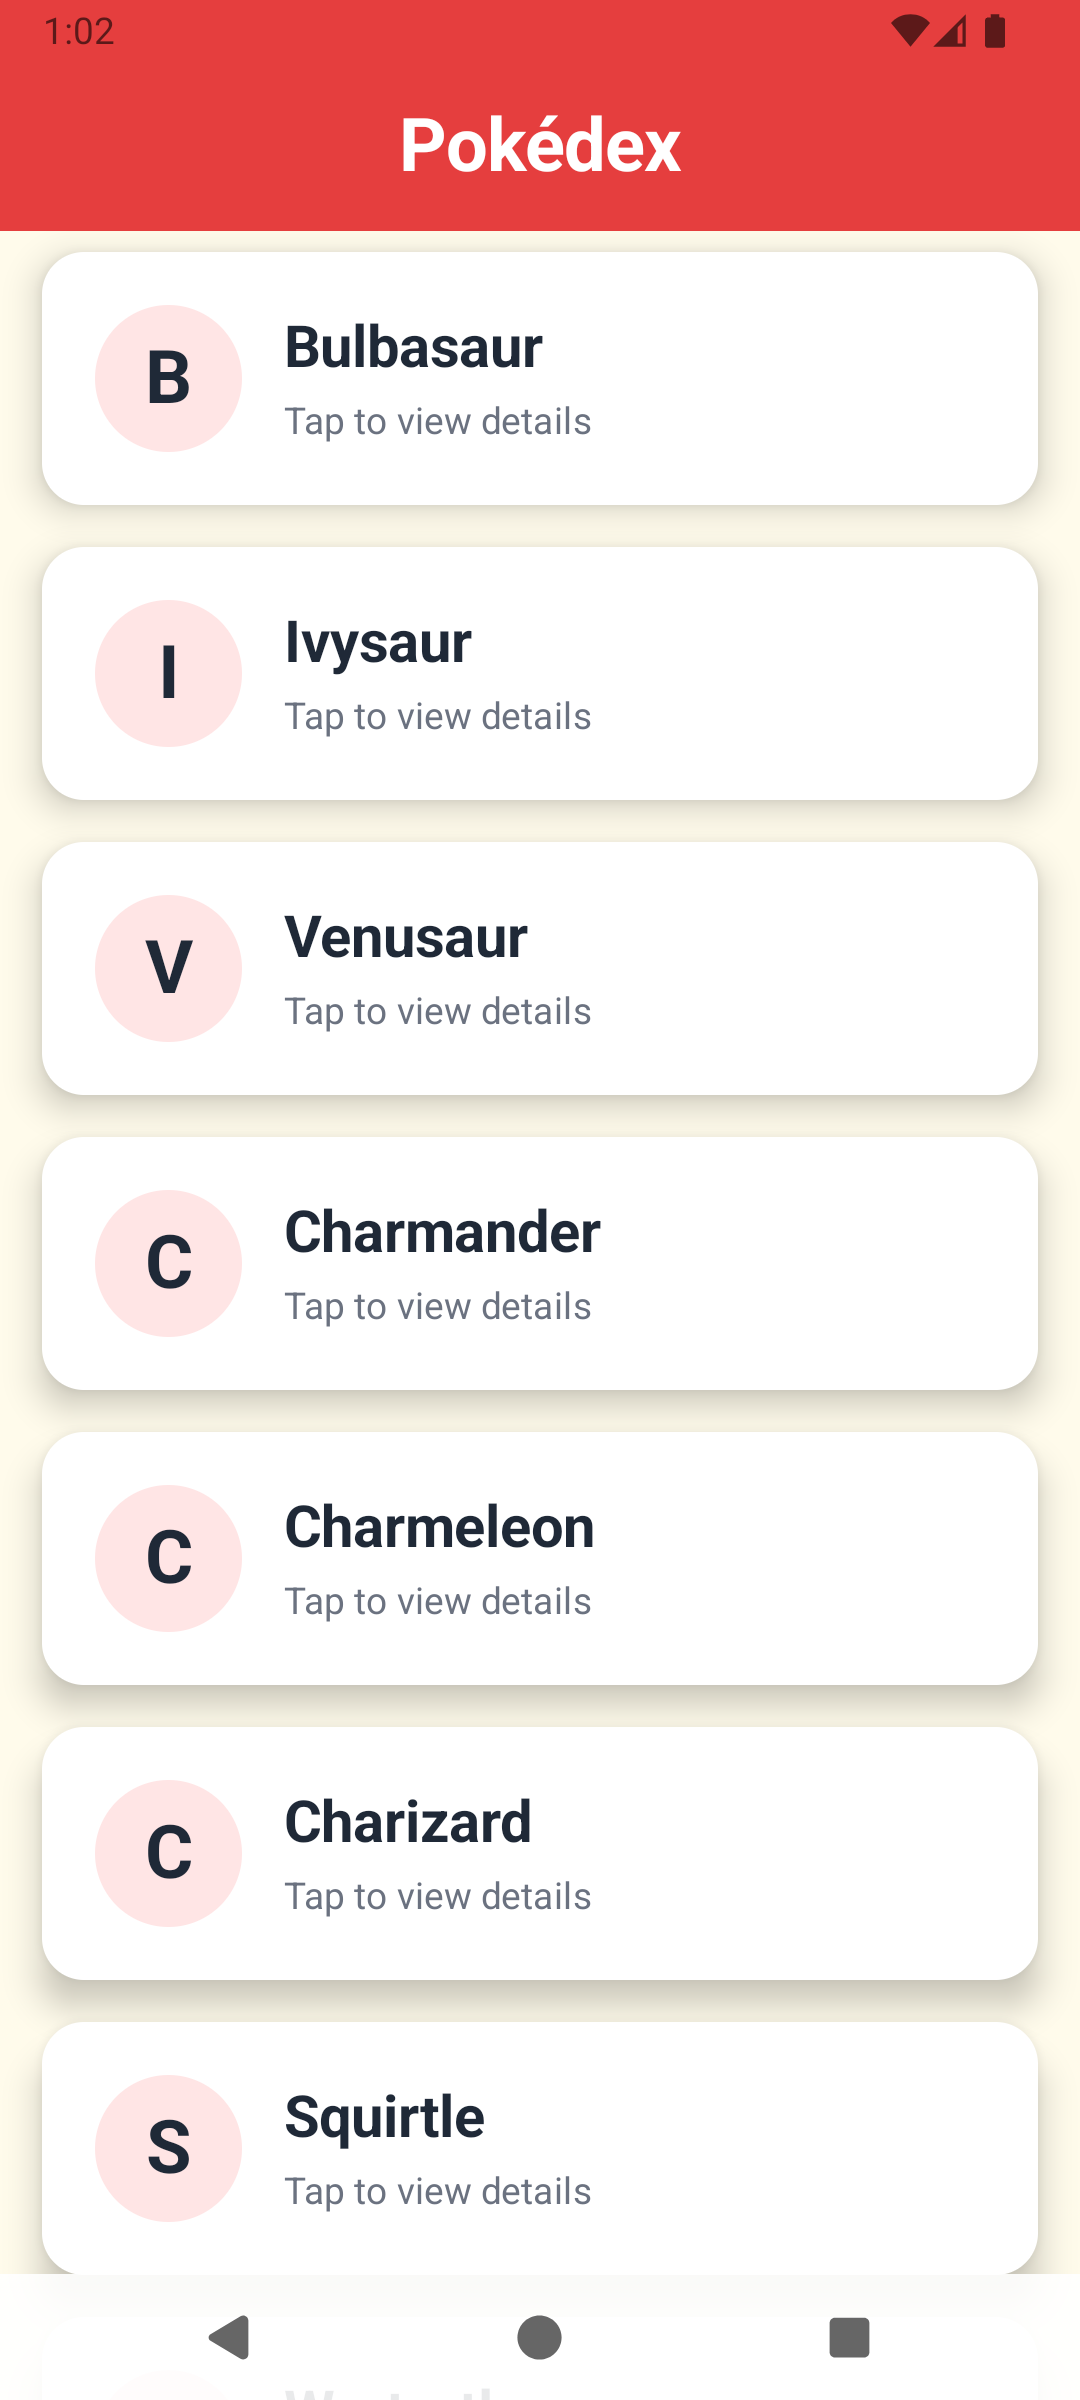 1:02
Pokédex
B
Bulbasaur
Tap to view details
I
Ivysaur
Tap to view details
V
Venusaur
Tap to view details
C
Charmander
Tap to view details
C
Charmeleon
Tap to view details
C
Charizard
Tap to view details
S
Squirtle
Tap to view details